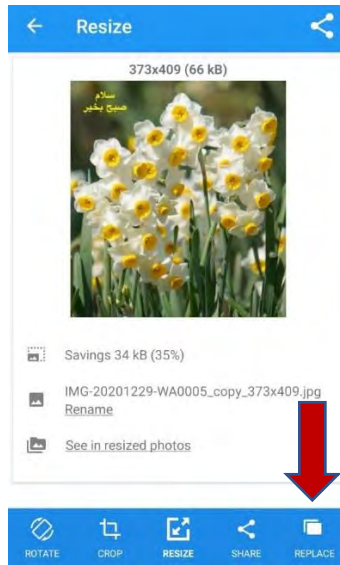 Resize
373x409 (66 kB)
سلام
صبح بخیر
Savings 34 kB (35%)
IMG-20201229-WA0005_copy_373x409.jpg
Rename
See in resized photos
ROTATE CROP RESIZE SHARE REPLACE